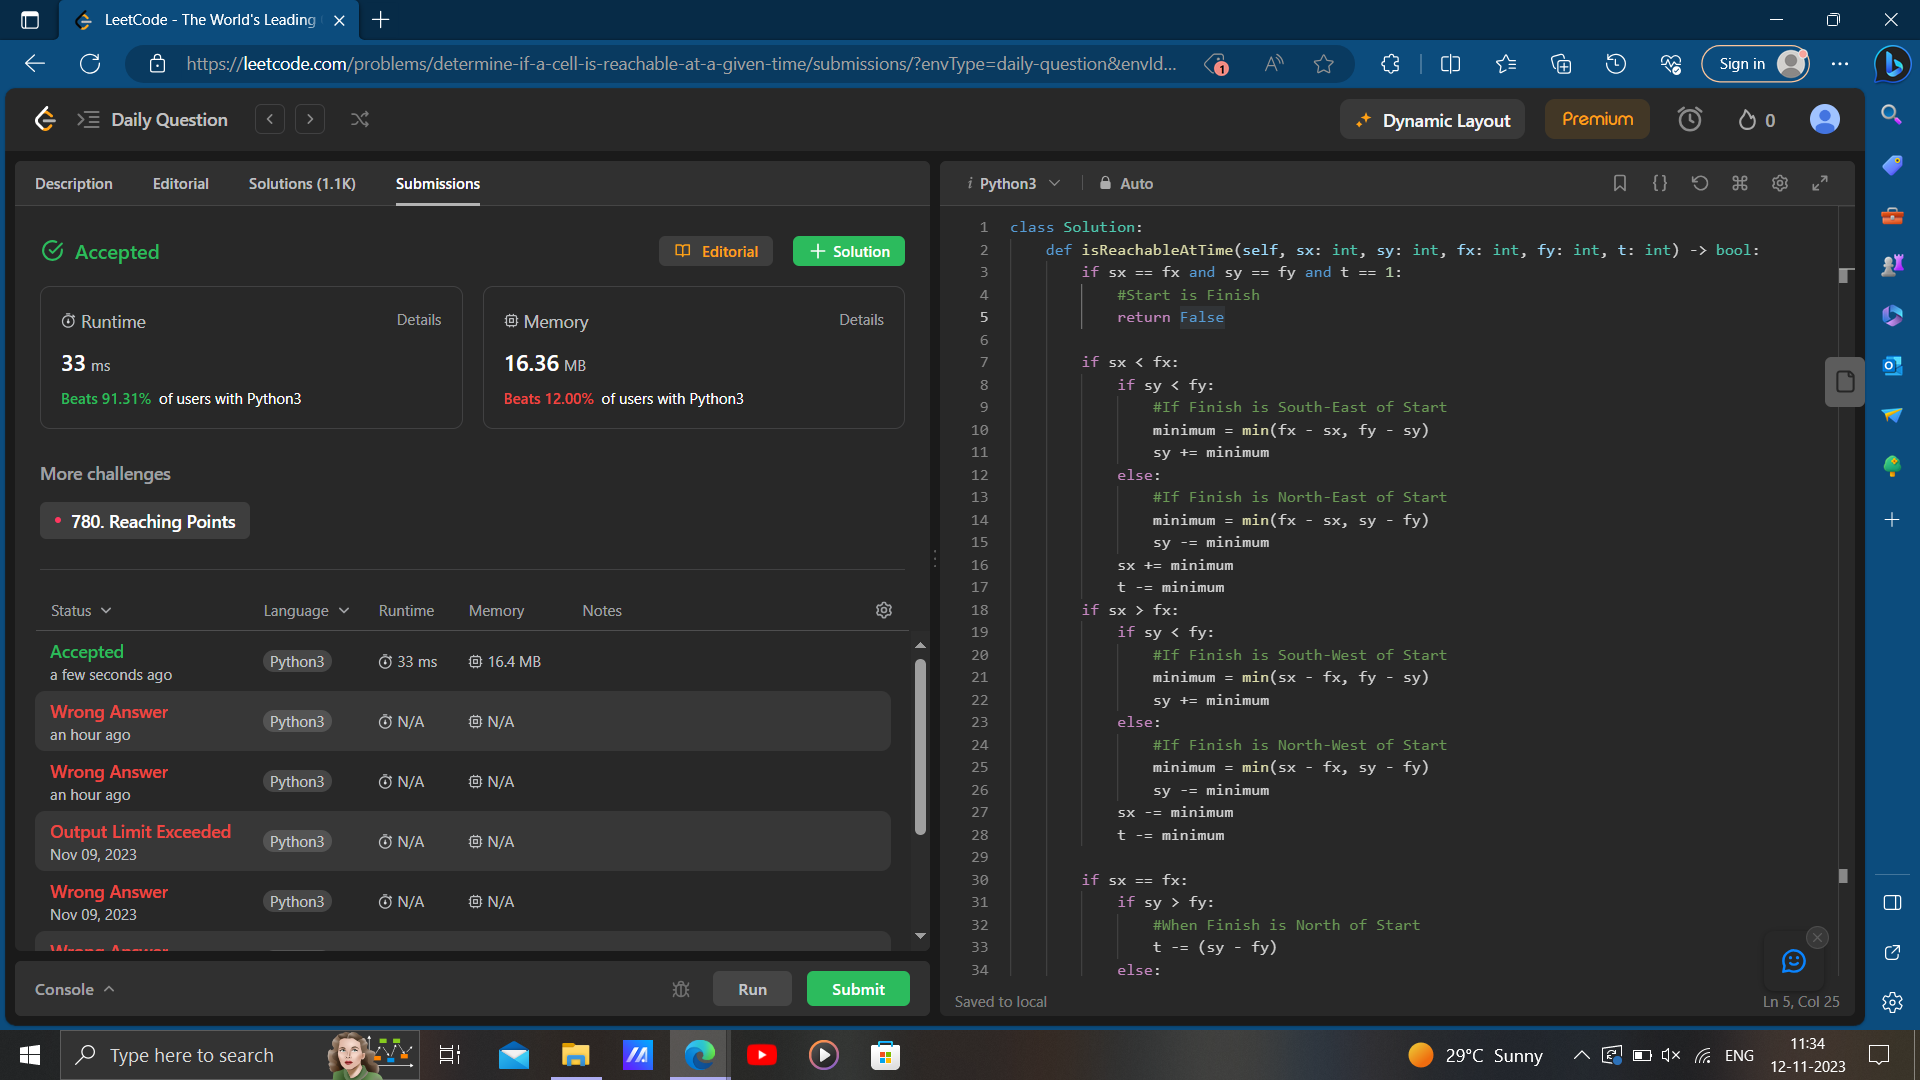 LeetCode - The World's Leading
https://leetcode.com/problems/determine-if-a-cell-is-reachable-at-a-given-time/submissions/?envType=daily-question&envId...
1
Sign in
Daily Question
Dynamic Layout
Premium
0
Description
Editorial
Solutions (1.1K)
Submissions
Accepted
Editorial
+ Solution
Runtime
Details
33 ms
Beats 91.31% of users with Python3
Memory
Details
16.36 MB
Beats 12.00% of users with Python3
More challenges
780. Reaching Points
Status
Language
Runtime
Memory
Notes
Accepted
a few seconds ago
Python3
33 ms
16.4 MB
Wrong Answer
an hour ago
Python3
N/A
N/A
Wrong Answer
an hour ago
Python3
N/A
N/A
Output Limit Exceeded
Nov 09, 2023
Python3
N/A
N/A
Wrong Answer
Nov 09, 2023
Python3
N/A
N/A
Wrong Answer
Console
Run
Submit
i Python3
Auto
1 class Solution:
2     def isReachableAtTime(self, sx: int, sy: int, fx: int, fy: int, t: int) -> bool:
3         if sx == fx and sy == fy and t == 1:
4             #Start is Finish
5             return False
6
7         if sx < fx:
8             if sy < fy:
9                 #If Finish is South-East of Start
10                 minimum = min(fx - sx, fy - sy)
11                 sy += minimum
12             else:
13                 #If Finish is North-East of Start
14                 minimum = min(fx - sx, sy - fy)
15                 sy -= minimum
16             sx += minimum
17             t -= minimum
18         if sx > fx:
19             if sy < fy:
20                 #If Finish is South-West of Start
21                 minimum = min(sx - fx, fy - sy)
22                 sy += minimum
23             else:
24                 #If Finish is North-West of Start
25                 minimum = min(sx - fx, sy - fy)
26                 sy -= minimum
27             sx -= minimum
28             t -= minimum
29
30         if sx == fx:
31             if sy > fy:
32                 #When Finish is North of Start
33                 t -= (sy - fy)
34             else:
Saved to local
Ln 5, Col 25
Type here to search
29°C Sunny
ENG
11:34
12-11-2023